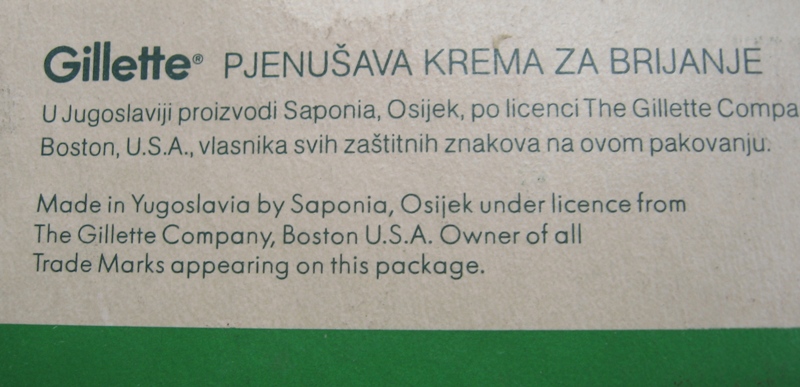 Gillette® PJENUŠAVA KREMA ZA BRIJANJE
U Jugoslaviji proizvodi Saponia, Osijek, po licenci The Gillette Compa
Boston, U.S.A., vlasnika svih zaštitnih znakova na ovom pakovanju.
Made in Yugoslavia by Saponia, Osijek under licence from
The Gillette Company, Boston U.S.A. Owner of all
Trade Marks appearing on this package.